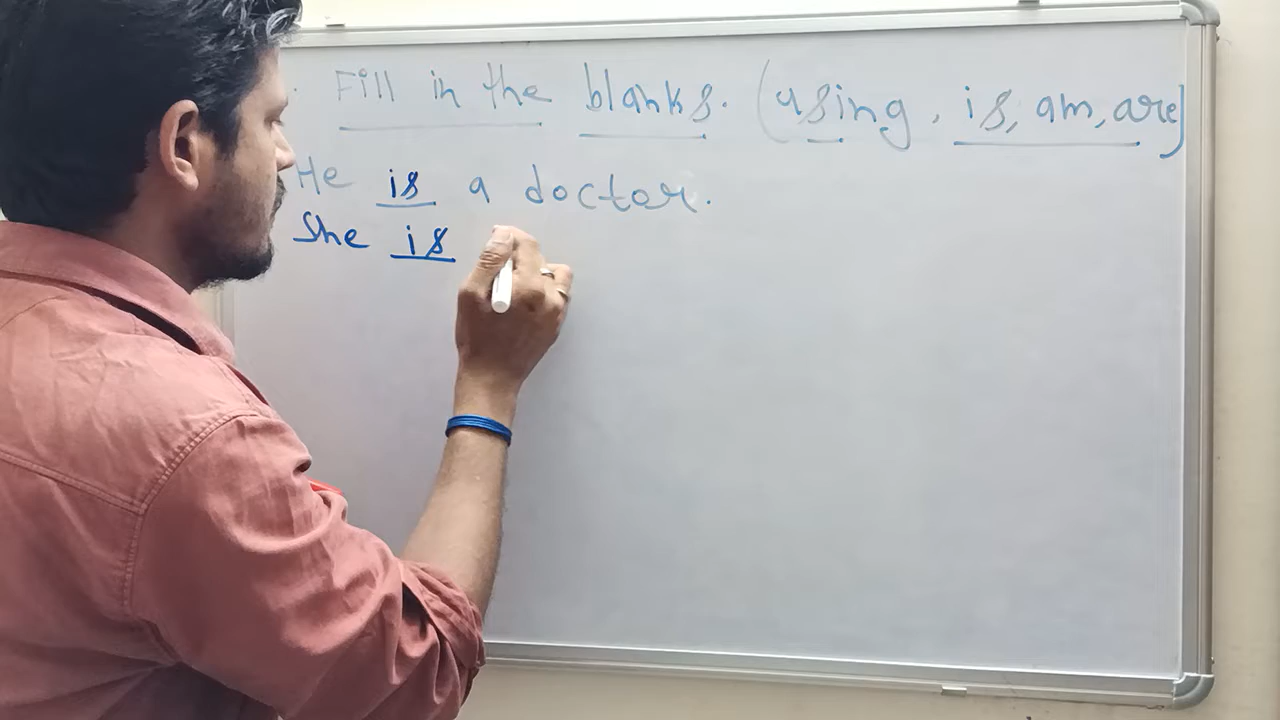 Fill in the blanks. (using, is, am, are)
He is a doctor.
She is